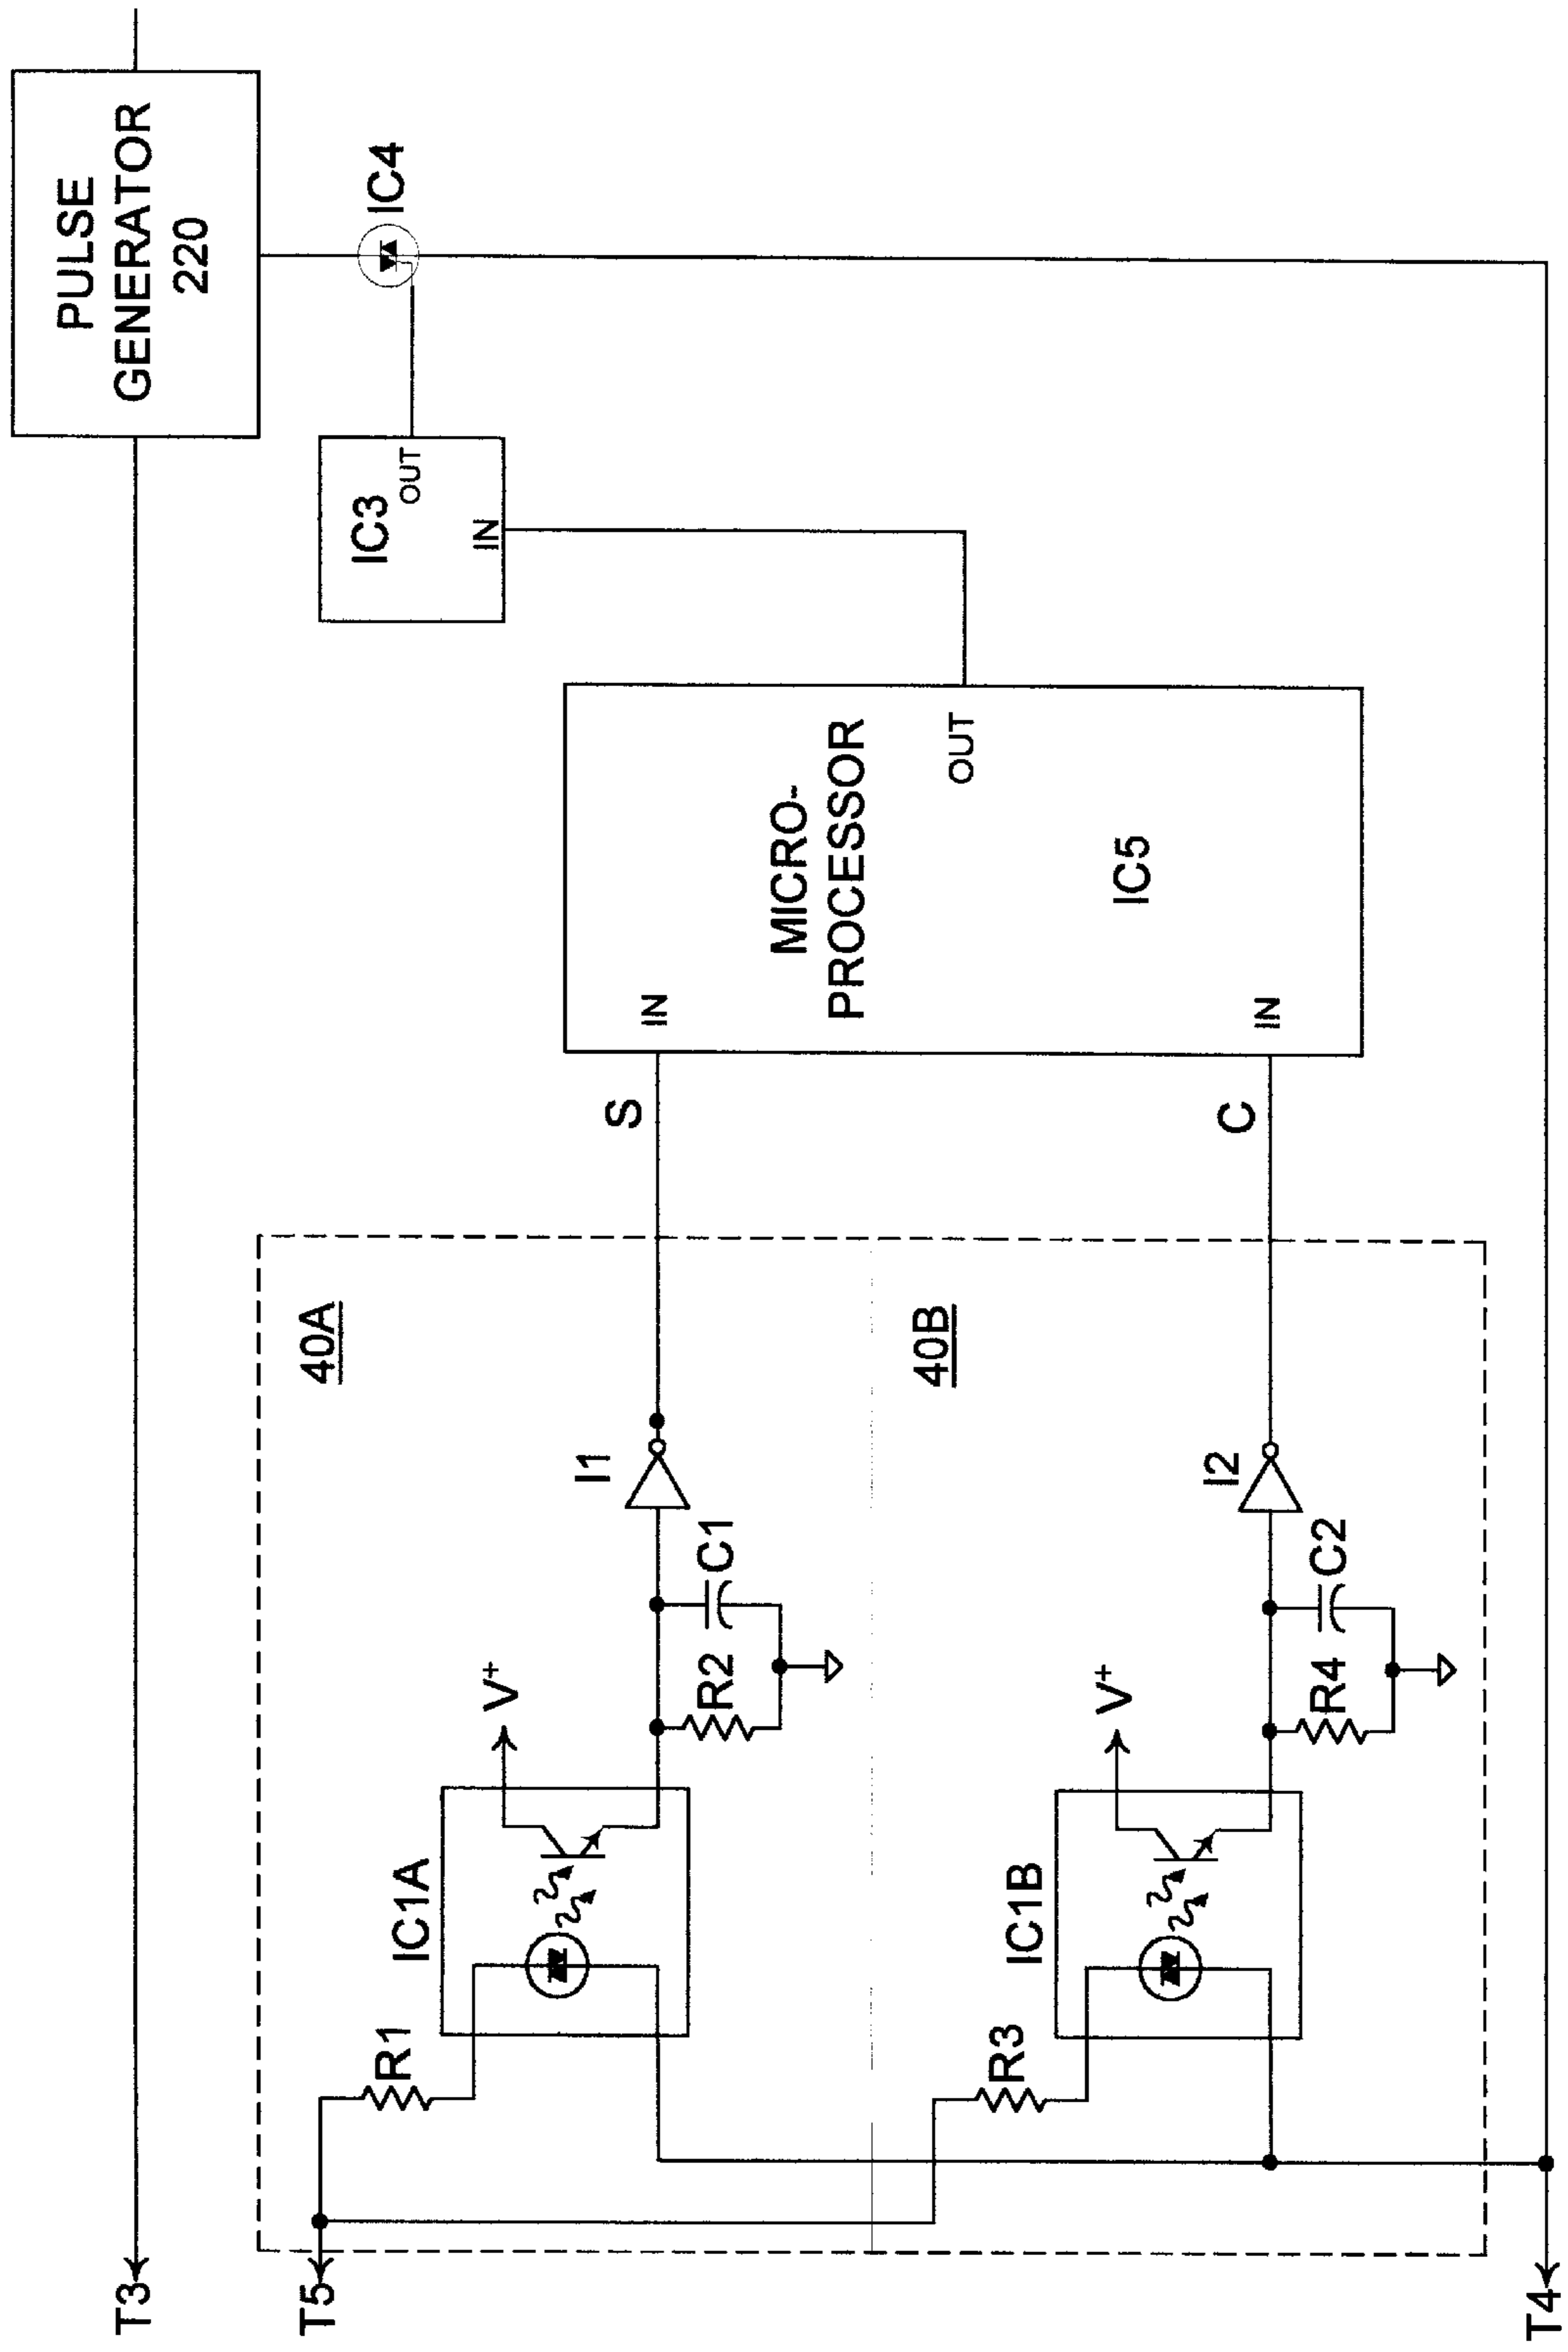 PULSE
GENERATOR
220
IC4
IC3
OUT
IN
MICRO-
PROCESSOR
OUT
IC5
IN
IN
S
C
40A
40B
I1
I2
C1
R2
C2
R4
V+
V+
IC1A
IC1B
R1
R3
T3
T5
T4